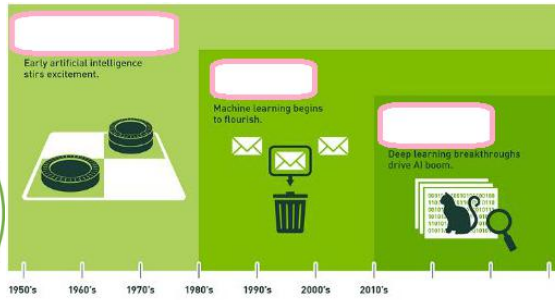 Early artificial intelligence
stirs excitement.
Machine learning begins
to flourish.
Deep learning breakthroughs
drive AI boom.
1950's 1960's 1970's 1980's 1990's 2000's 2010's